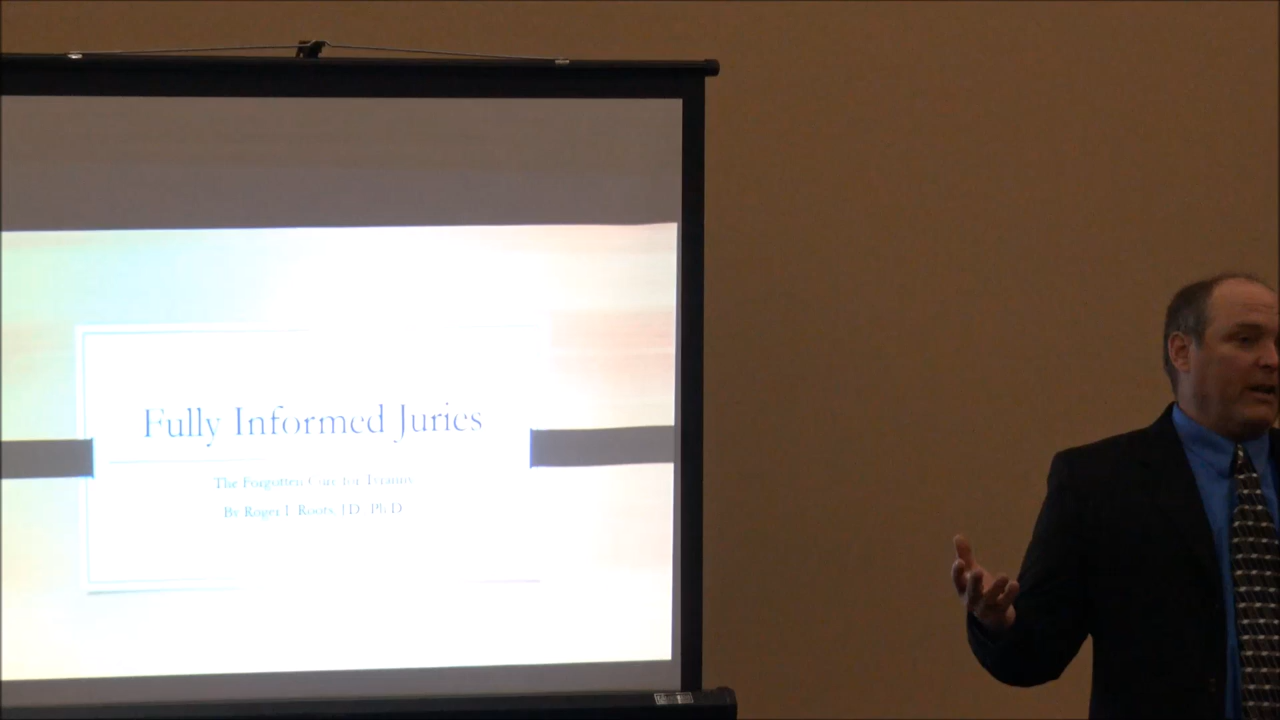 Fully Informed Juries
The Forgotten Cure for Tyranny
By Roger I. Roots, J.D., Ph.D.